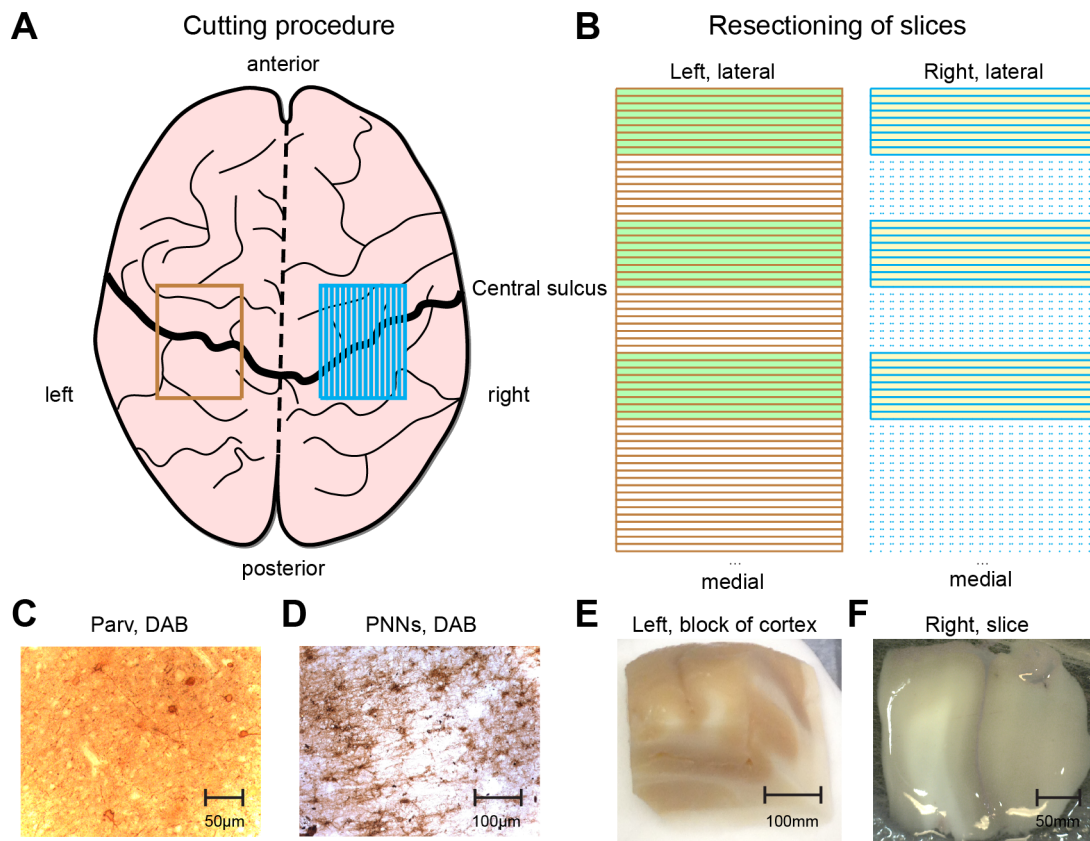 A
Cutting procedure
anterior
Central sulcus
left
right
posterior
B
Resectioning of slices
Left, lateral
Right, lateral
...
medial
...
medial
C
Parv, DAB
50µm
D
PNNs, DAB
100µm
E
Left, block of cortex
100mm
F
Right, slice
50mm